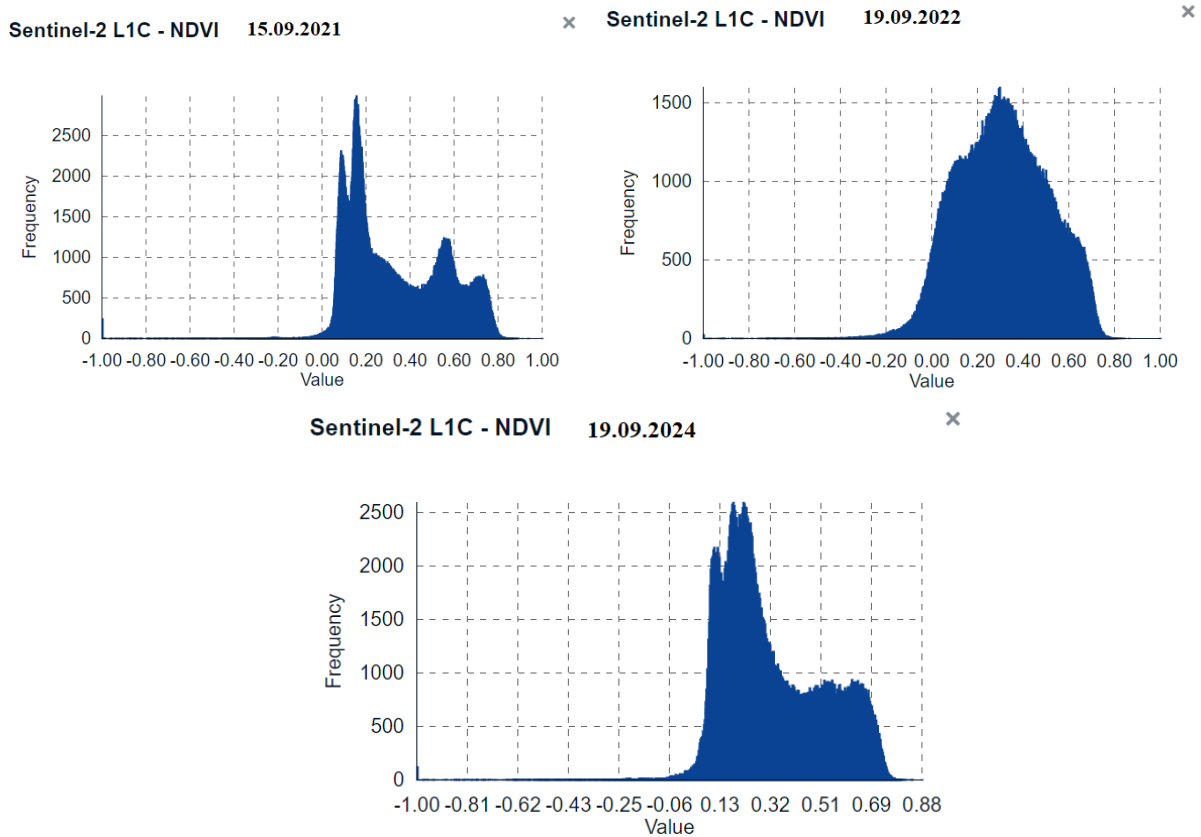 Sentinel-2 L1C - NDVI 15.09.2021
2500
2000
1500
1000
500
0
Frequency
-1.00 -0.80 -0.60 -0.40 -0.20 0.00 0.20 0.40 0.60 0.80 1.00
Value
Sentinel-2 L1C - NDVI 19.09.2022
1500
1000
500
0
Frequency
-1.00 -0.80 -0.60 -0.40 -0.20 0.00 0.20 0.40 0.60 0.80 1.00
Value
Sentinel-2 L1C - NDVI 19.09.2024
2500
2000
1500
1000
500
0
Frequency
-1.00 -0.81 -0.62 -0.43 -0.25 -0.06 0.13 0.32 0.51 0.69 0.88
Value